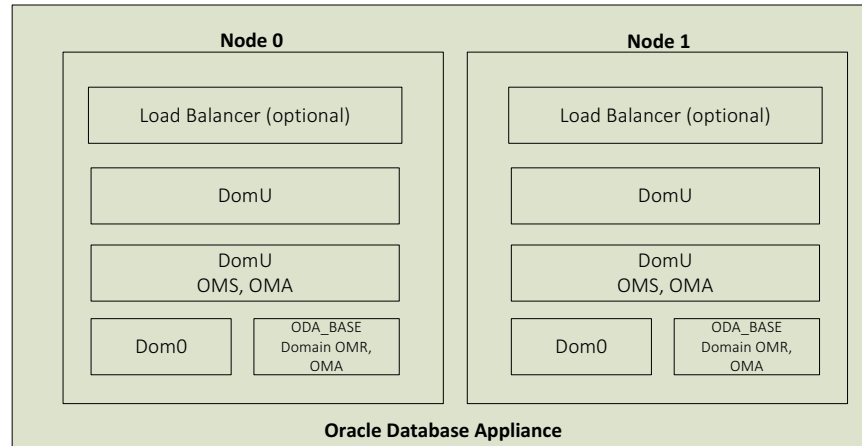 Node 0
Node 1
Load Balancer (optional)
DomU
DomU
OMS, OMA
Dom0
ODA_BASE
Domain OMR,
OMA
Load Balancer (optional)
DomU
DomU
OMS, OMA
Dom0
ODA_BASE
Domain OMR,
OMA
Oracle Database Appliance